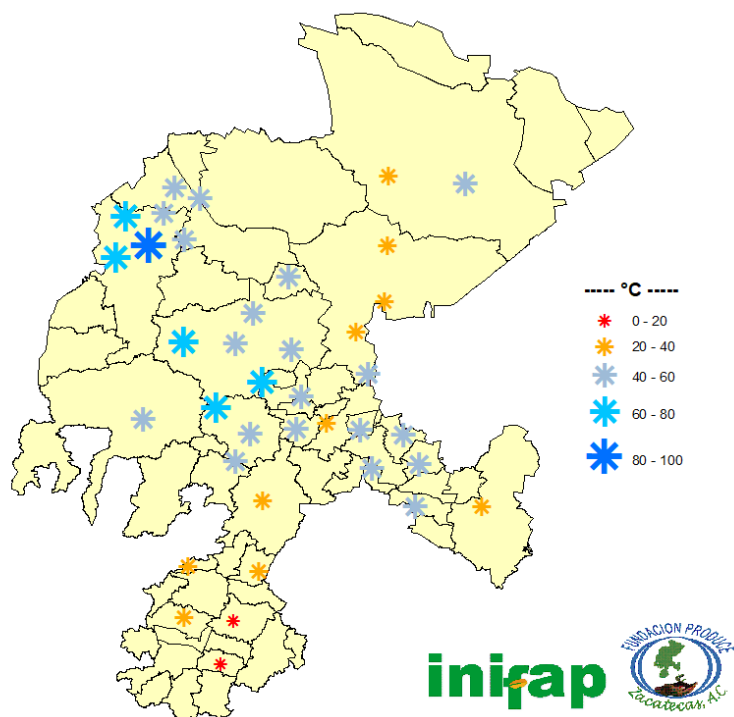 ----- °C -----
0 - 20
20 - 40
40 - 60
60 - 80
80 - 100
inifap
FUNDACION PRODUCE
Zacatecas, A.C.